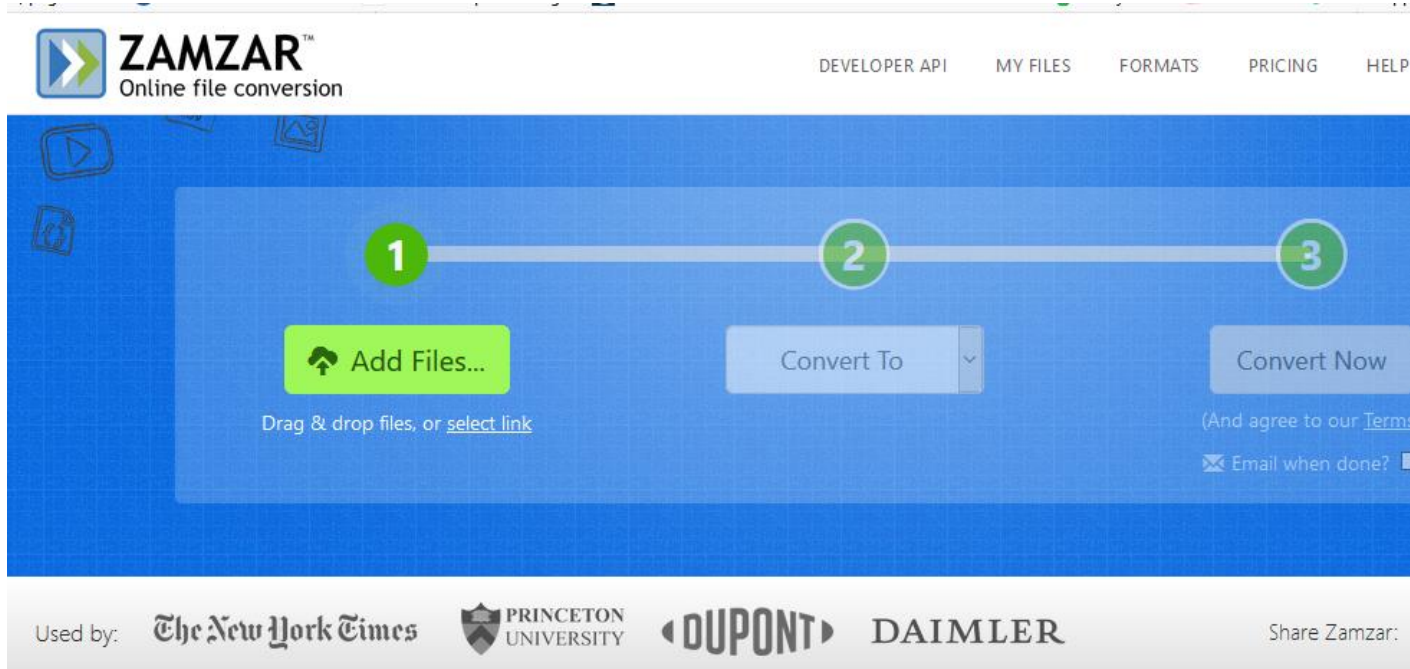 ZAMZAR™
Online file conversion
DEVELOPER API MY FILES FORMATS PRICING HELP
1 2 3
Add Files... Convert To Convert Now
Drag & drop files, or select link
(And agree to our Terms
Email when done?
Used by: The New York Times PRINCETON UNIVERSITY DUPONT DAIMLER Share Zamzar: